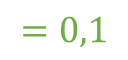 = 0,1